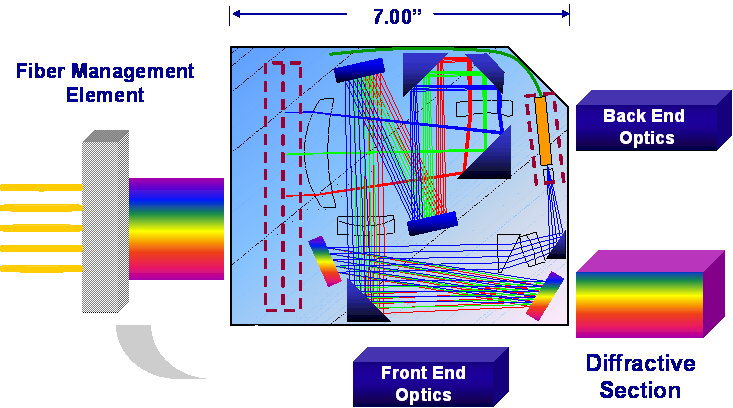 7.00”
Fiber Management
Element
Back End
Optics
Front End
Optics
Diffractive
Section